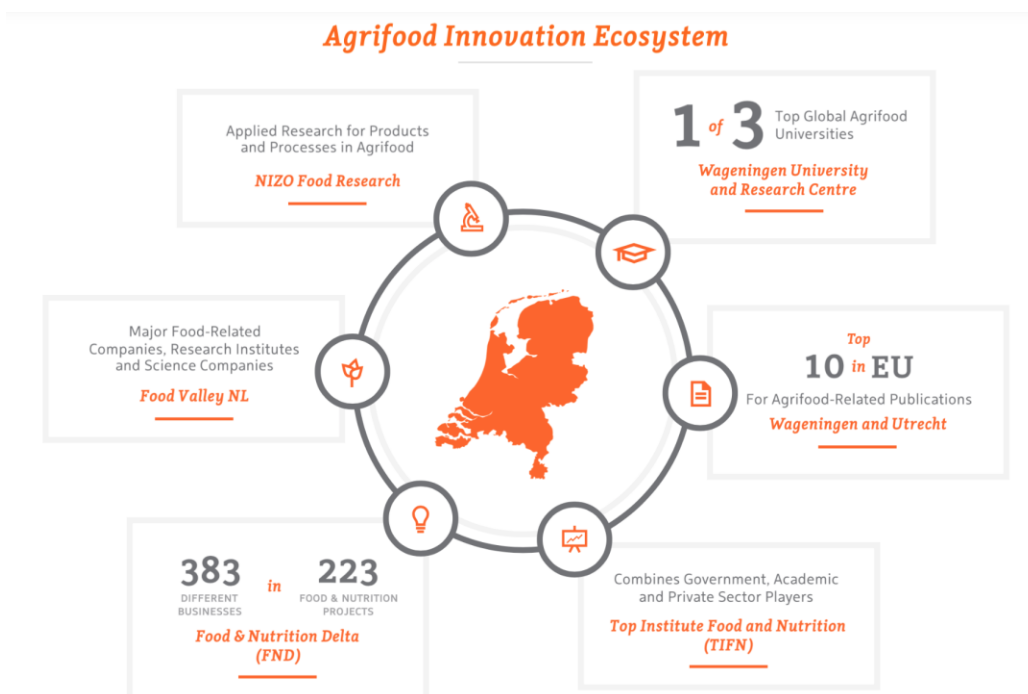 Agrifood Innovation Ecosystem
Applied Research for Products
and Processes in Agrifood
NIZO Food Research
1 of 3 Top Global Agrifood
Universities
Wageningen University
and Research Centre
Major Food-Related
Companies, Research Institutes
and Science Companies
Food Valley NL
Top
10 in EU
For Agrifood-Related Publications
Wageningen and Utrecht
383 in 223
DIFFERENT FOOD & NUTRITION
BUSINESSES PROJECTS
Food & Nutrition Delta
(FND)
Combines Government, Academic
and Private Sector Players
Top Institute Food and Nutrition
(TIFN)